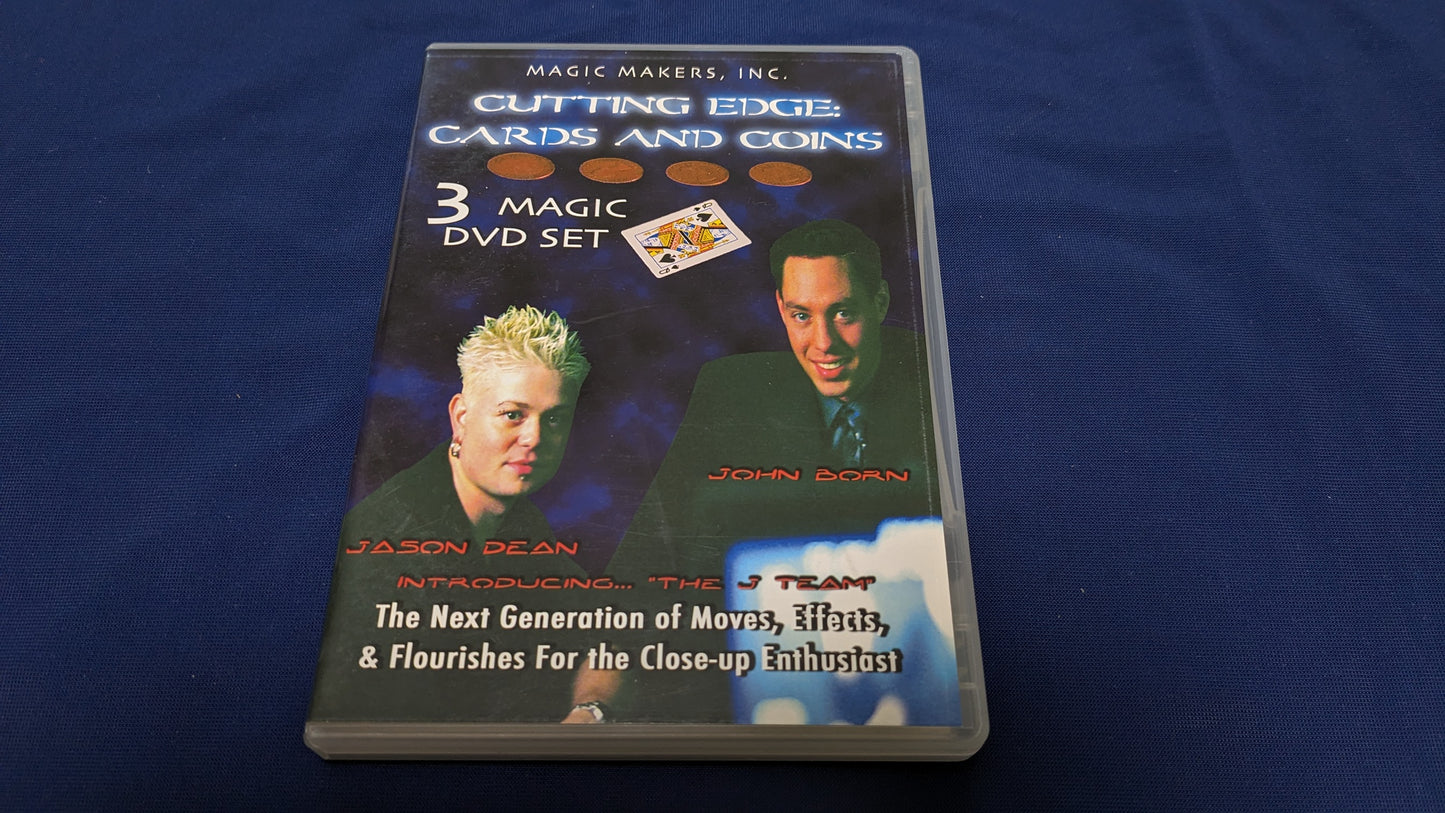 MAGIC MAKERS, INC.
CUTTING EDGE:
CARDS AND COINS
3 MAGIC
DVD SET
Q
Q
JOHN BORN
JASON DEAN
INTRODUCING... "THE J TEAM"
The Next Generation of Moves, Effects,
& Flourishes For the Close-up Enthusiast